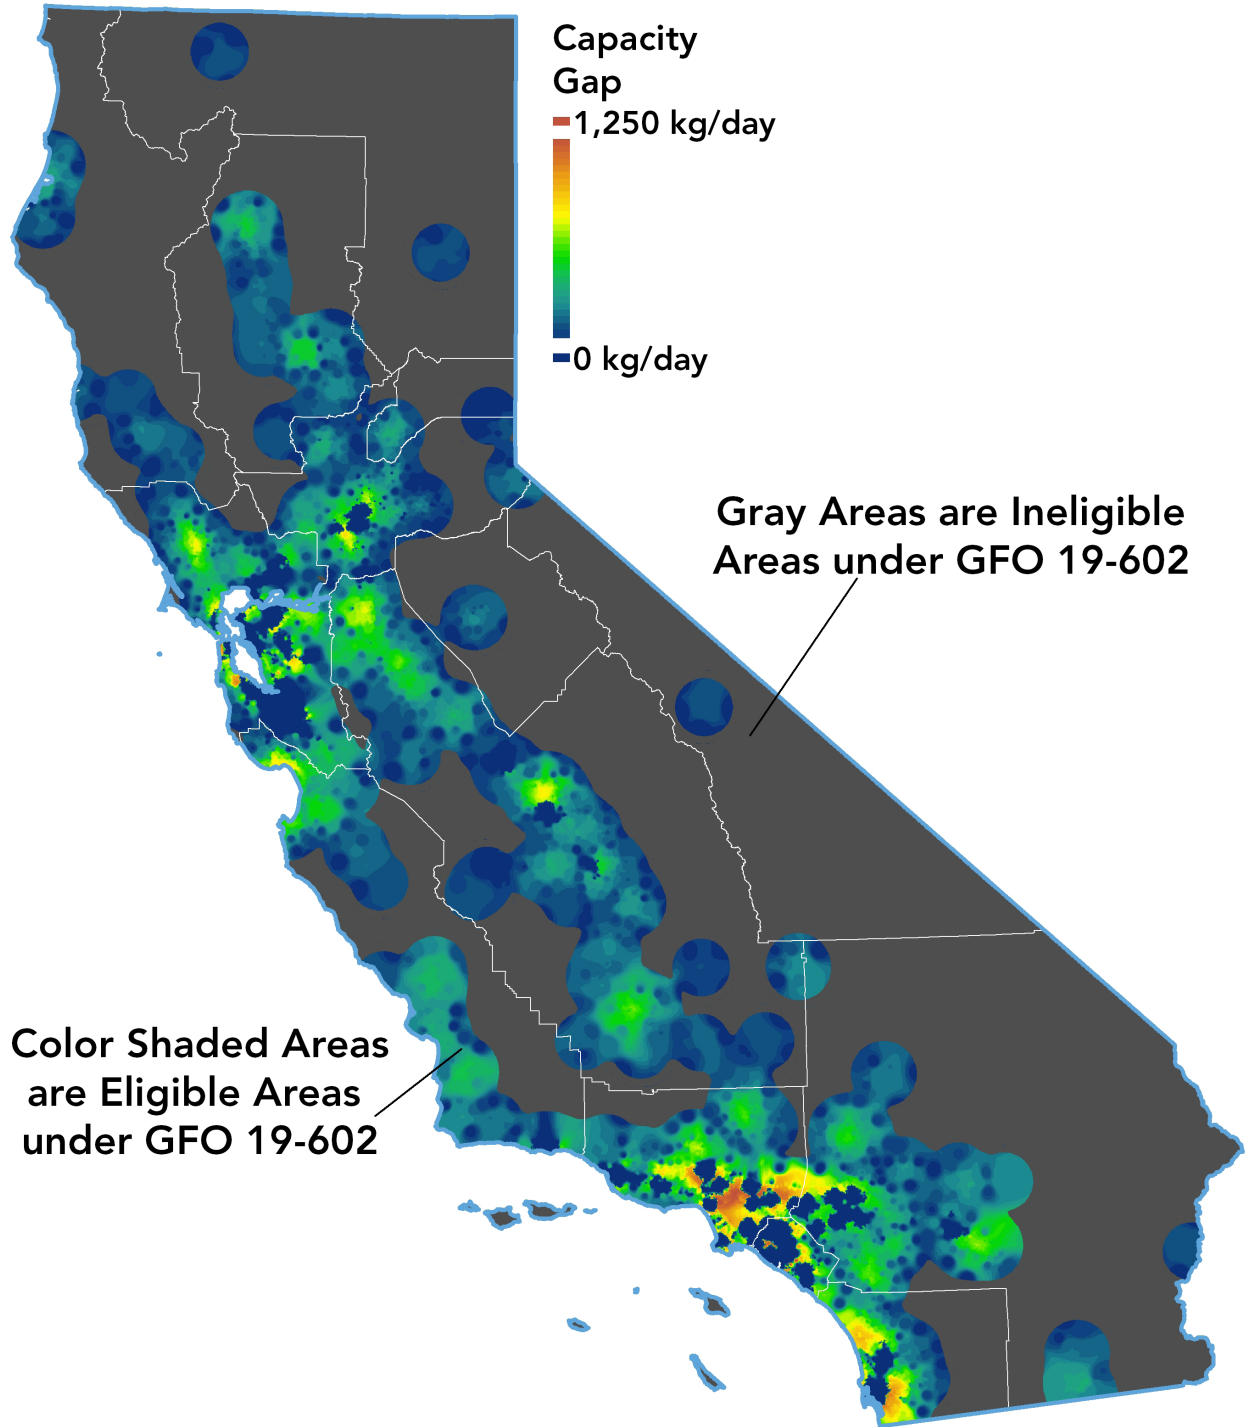 Capacity
Gap
1,250 kg/day
0 kg/day
Gray Areas are Ineligible
Areas under GFO 19-602
Color Shaded Areas
are Eligible Areas
under GFO 19-602